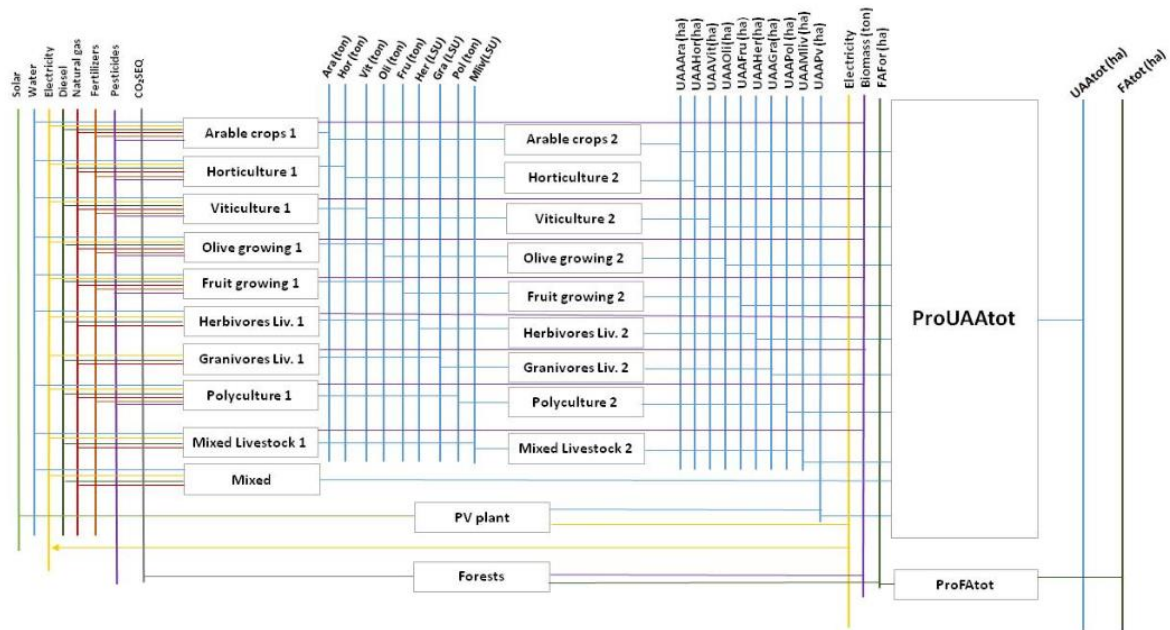 Solar
Water
Electricity
Diesel
Natural gas
Fertilizers
Pesticides
CO₂SEQ
Ara (ton)
Hor (ton)
Vit (ton)
Oli (ton)
Fru (ton)
Her (LSU)
Gra (LSU)
Pol (ton)
Mliv(LSU)
UAAAra (ha)
UAAHor(ha)
UAAVit(ha)
UAAOli(ha)
UAAFru (ha)
UAAHer(ha)
UAAGra(ha)
UAAPol (ha)
UAAMliv (ha)
UAAPv( ha)
Electricity
Biomass (ton)
FAFor (ha)
UAAtot (ha)
FAtot (ha)
Arable crops 1
Horticulture 1
Viticulture 1
Olive growing 1
Fruit growing 1
Herbivores Liv. 1
Granivores Liv. 1
Polyculture 1
Mixed Livestock 1
Mixed
Arable crops 2
Horticulture 2
Viticulture 2
Olive growing 2
Fruit growing 2
Herbivores Liv. 2
Granivores Liv. 2
Polyculture 2
Mixed Livestock 2
PV plant
Forests
ProUAAtot
ProFAtot